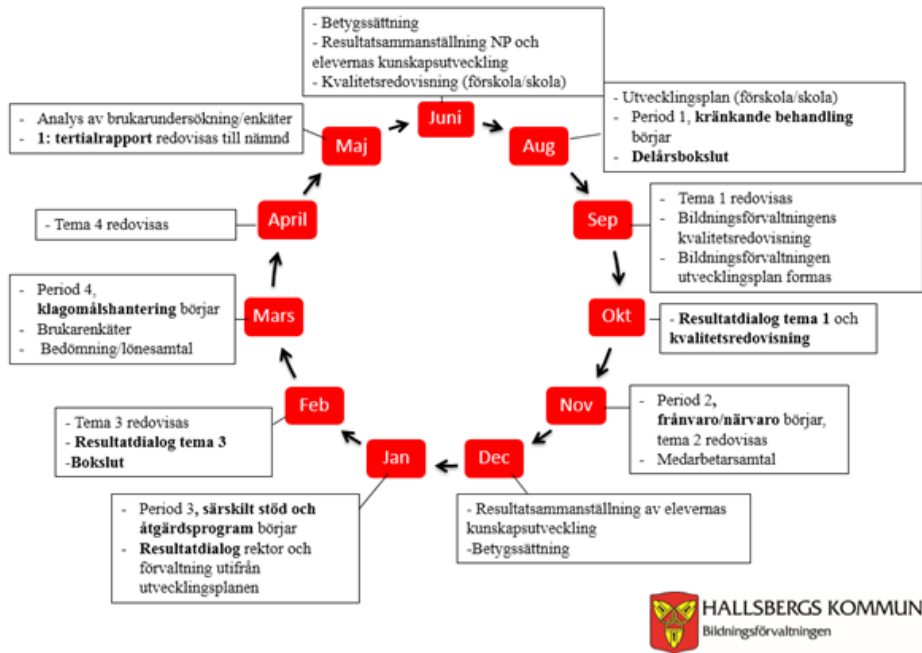 - Betygssättning
- Resultatsammanställning NP och
elevernas kunskapsutveckling
- Kvalitetsredovisning (förskola/skola)
Juni
- Utvecklingsplan (förskola/skola)
- Period 1, kränkande behandling
börjar
- Delårsbokslut
Aug
- Tema 1 redovisas
- Bildningsförvaltningens
kvalitetsredovisning
- Bildningsförvaltningen
utvecklingsplan formas
Sep
- Resultatdialog tema 1 och
kvalitetsredovisning
Okt
- Period 2, 
frånvaro/närvaro börjar,
tema 2 redovisas
- Medarbetarsamtal
Nov
- Resultatsammanställning av elevernas
kunskapsutveckling
-Betygssättning
Dec
- Period 3, särskilt stöd och
åtgärdsprogram börjar
- Resultatdialog rektor och
förvaltning utifrån
utvecklingsplanen
Jan
- Tema 3 redovisas
- Resultatdialog tema 3
-Bokslut
Feb
- Period 4,
klagomålshantering börjar
- Brukarenkäter
- Bedömning/lönesamtal
Mars
- Tema 4 redovisas
April
- Analys av brukarundersökning/enkäter
- 1: tertialrapport redovisas till nämnd
Maj
HALLSBERGS KOMMUN
Bildningsförvaltningen